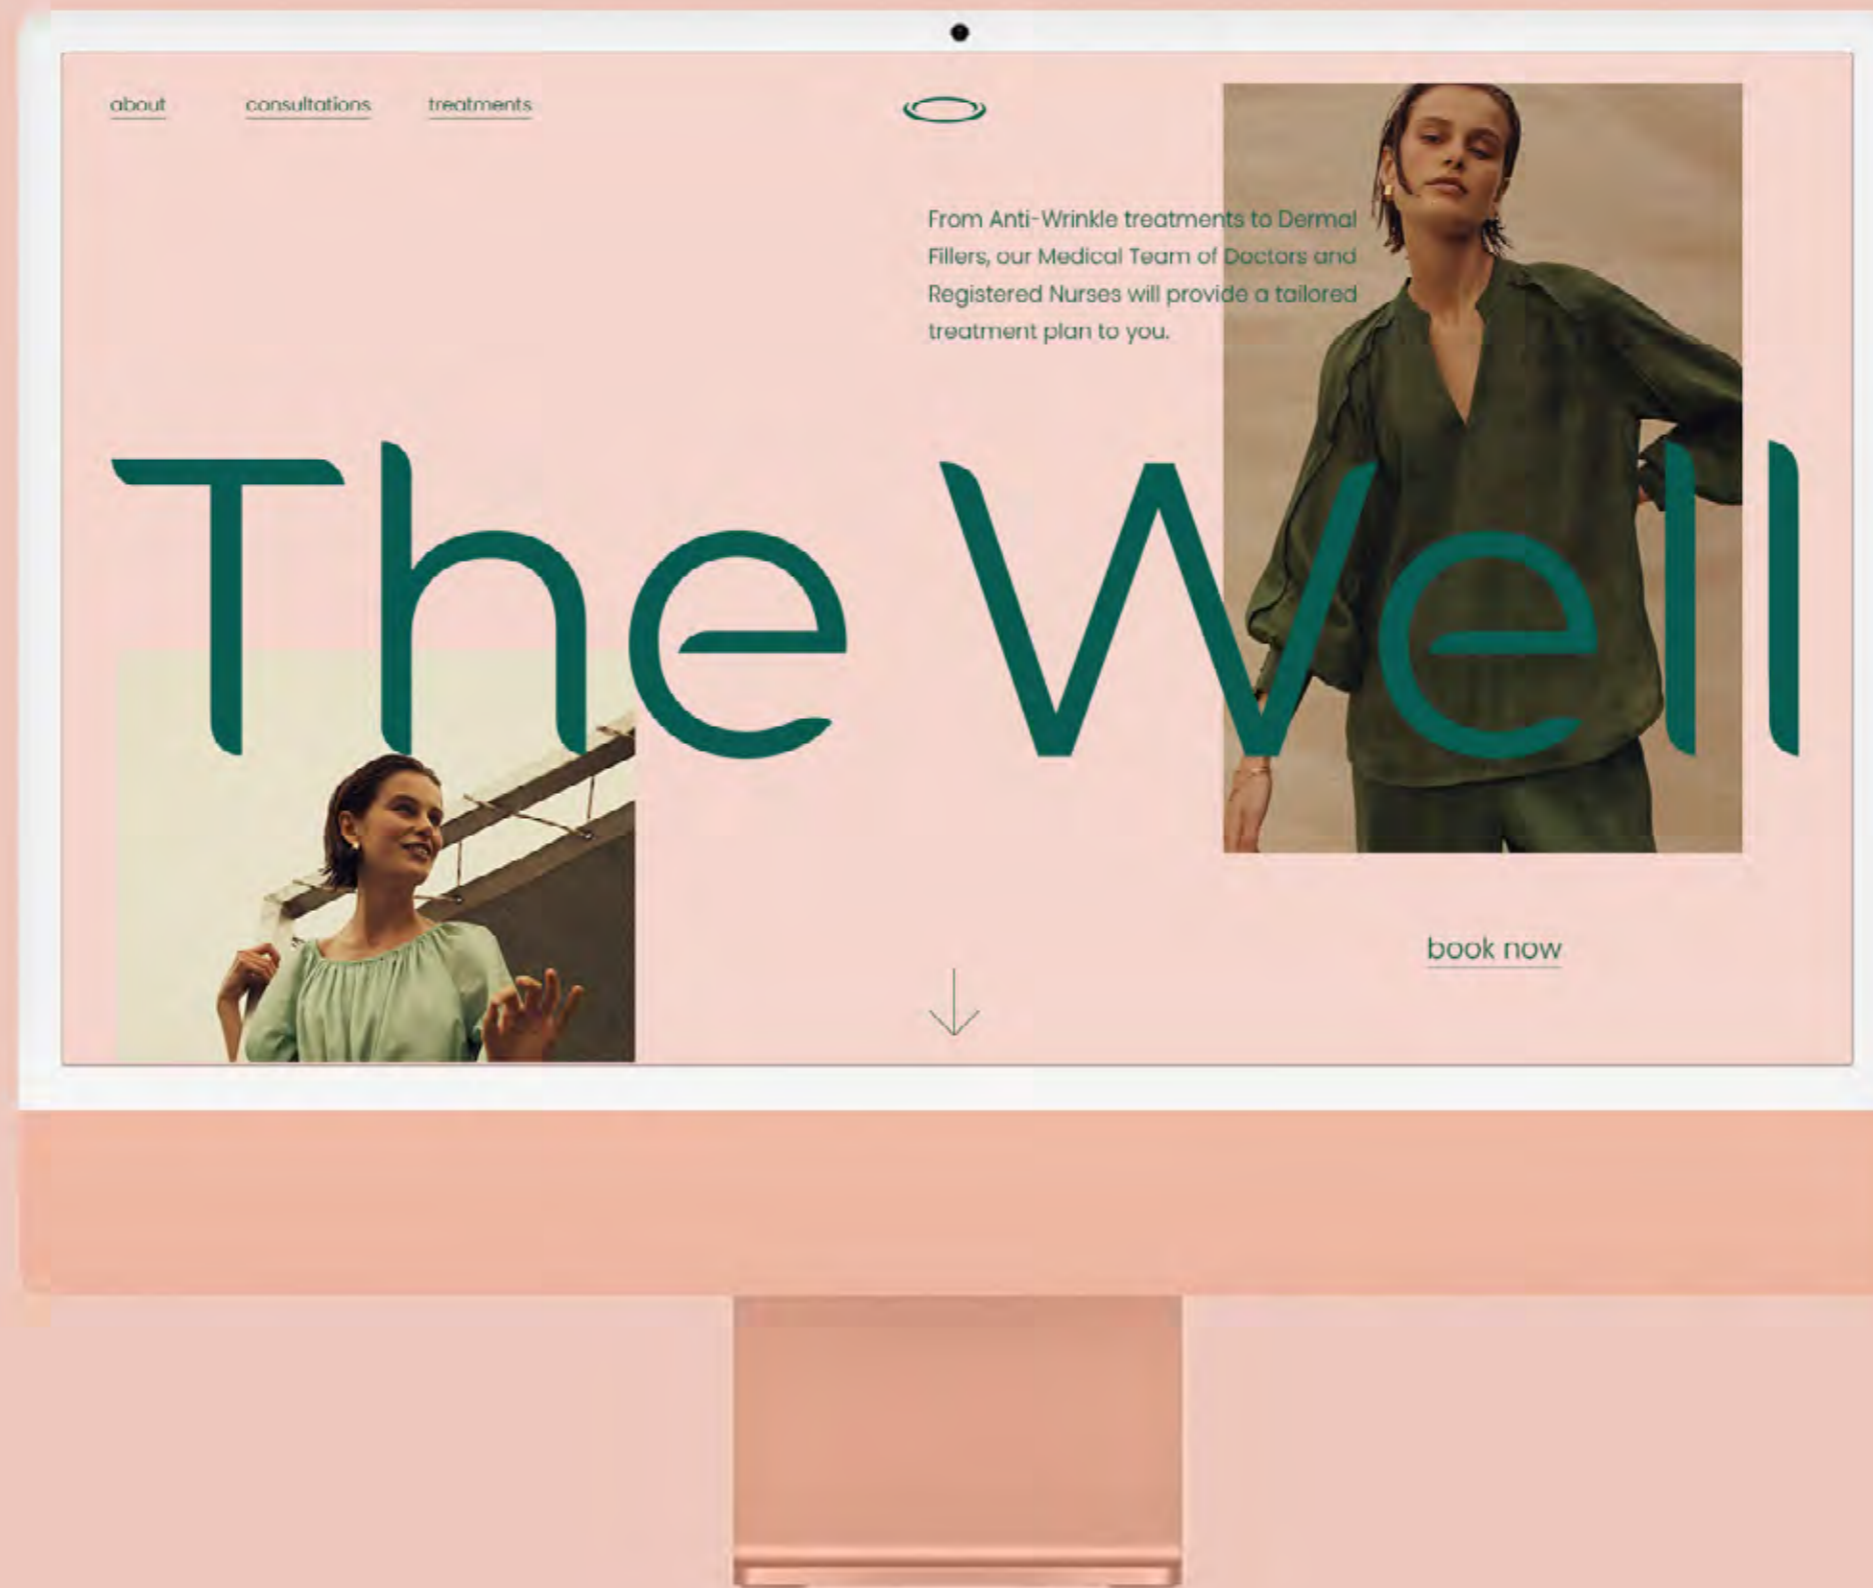 about
consultations
treatments
From Anti-Wrinkle treatments to Dermal
Fillers, our Medical Team of Doctors and
Registered Nurses will provide a tailored
treatment plan to you.
The Well
book now